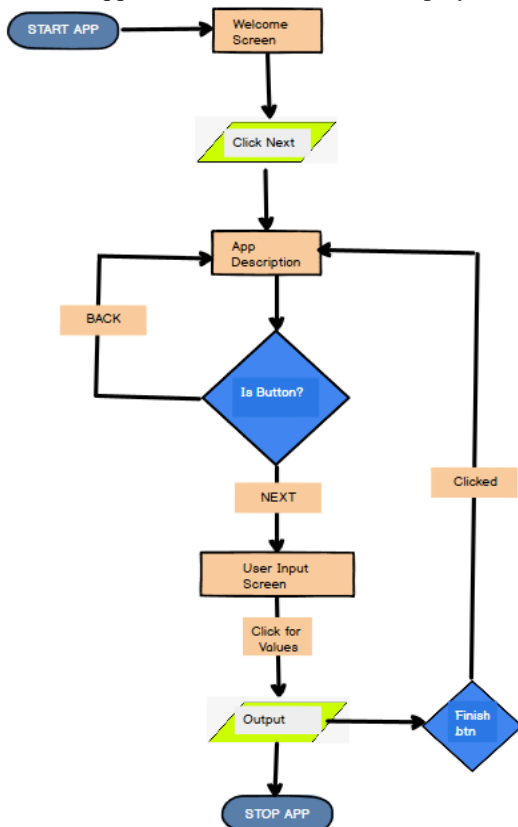 START APP
Welcome
Screen
Click Next
App
Description
BACK
Is Button?
Clicked
NEXT
User Input
Screen
Click for
Values
Output
Finish
btn
STOP APP